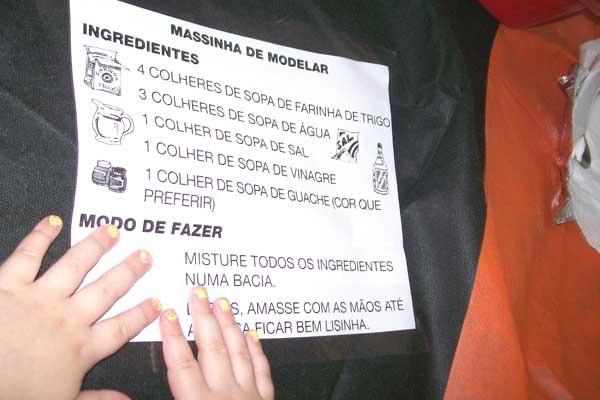 MASSINHA DE MODELAR
INGREDIENTES
4 COLHERES DE SOPA DE FARINHA DE TRIGO
3 COLHERES DE SOPA DE ÁGUA
1 COLHER DE SOPA DE SAL
SAL
1 COLHER DE SOPA DE VINAGRE
1 COLHER DE SOPA DE GUACHE (COR QUE
PREFERIR)
MODO DE FAZER
MISTURE TODOS OS INGREDIENTES
NUMA BACIA.
AMASSE COM AS MÃOS ATÉ
FICAR BEM LISINHA.